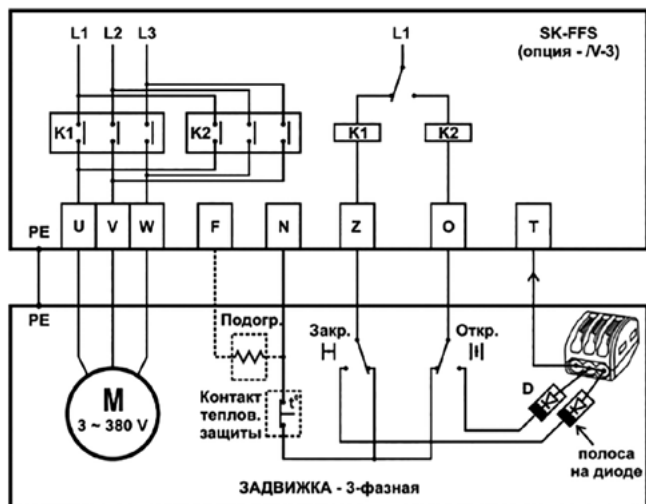 L1 L2 L3 L1 SK-FFS
(опция - /V-3)
K1 K2 K1 K2
PE U V W F N Z O T
PE
Подогр. Закр. Откр.
M
3 ~ 380 V
Контакт
теплов.
защиты
t°
D
полоса
на диоде
ЗАДВИЖКА - 3-фазная